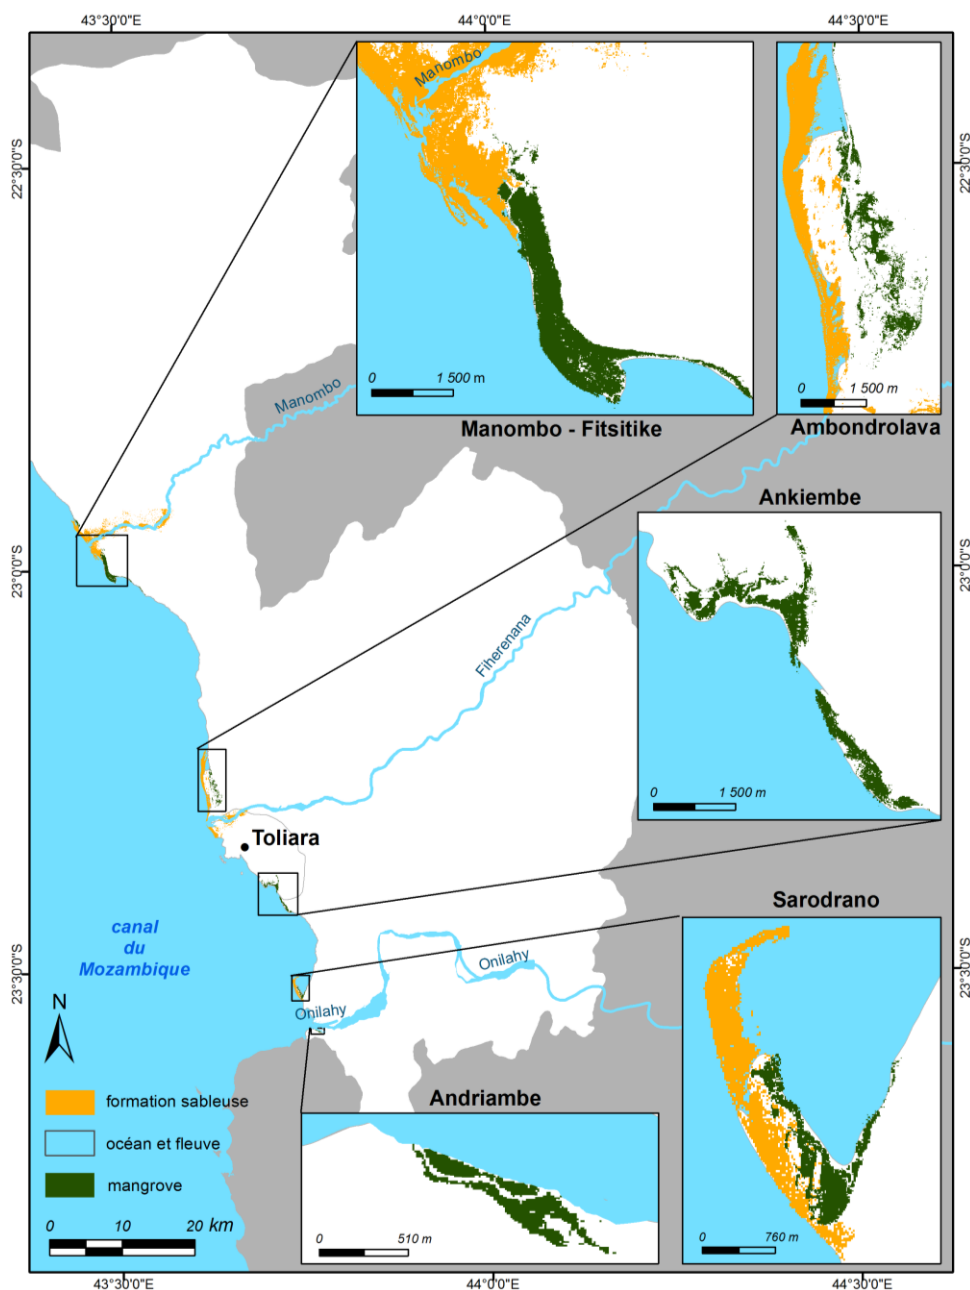 43°30'0"E
44°0'0"E
44°30'0"E
22°30'0"S
22°30'0"S
Manombo
0 1 500 m
Manombo - Fitsitike
0 1 500 m
Ambondrolava
Manombo
Ankiembe
0 1 500 m
23°0'0"S
23°0'0"S
Fiherenana
Toliara
canal
du
Mozambique
Sarodrano
0 760 m
Onilahy
Onilahy
23°30'0"S
23°30'0"S
N
Andriambe
0 510 m
formation sableuse
océan et fleuve
mangrove
0 10 20 km
43°30'0"E
44°0'0"E
44°30'0"E